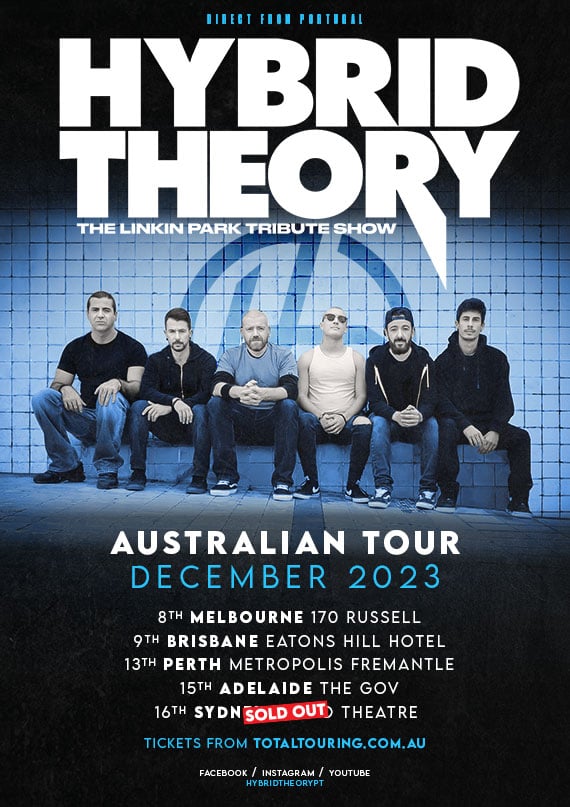 DIRECT FROM PORTUGAL
HYBRID
THEORY
THE LINKIN PARK TRIBUTE SHOW
AUSTRALIAN TOUR
DECEMBER 2023
8TH MELBOURNE 170 RUSSELL
9TH BRISBANE EATONS HILL HOTEL
13TH PERTH METROPOLIS FREMANTLE
15TH ADELAIDE THE GOV
16TH SOLD OUT THEATRE
TICKETS FROM TOTALTOURING.COM.AU
FACEBOOK / INSTAGRAM / YOUTUBE
HYBRIDTHEORYPT